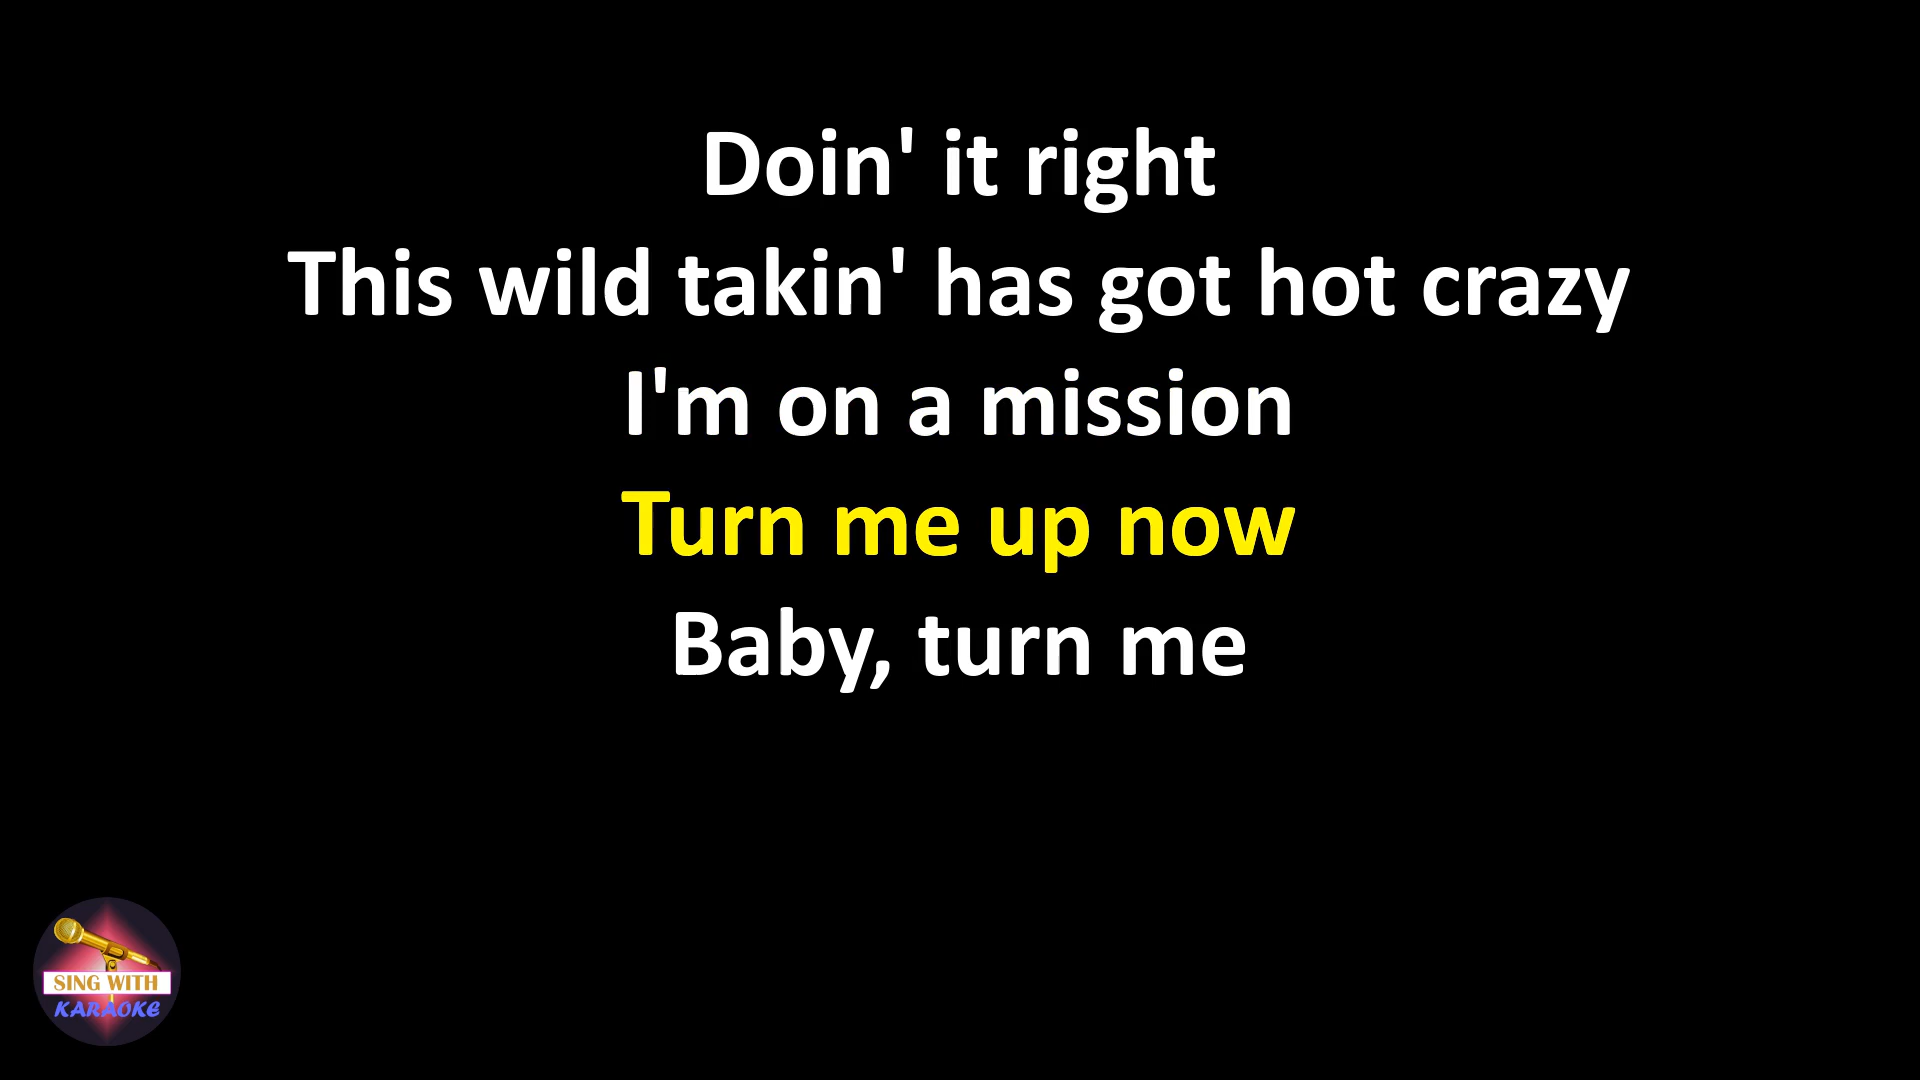 Doin' it right
This wild takin' has got hot crazy
I'm on a mission
Turn me up now
Baby, turn me
SING WITH
KARAOKE